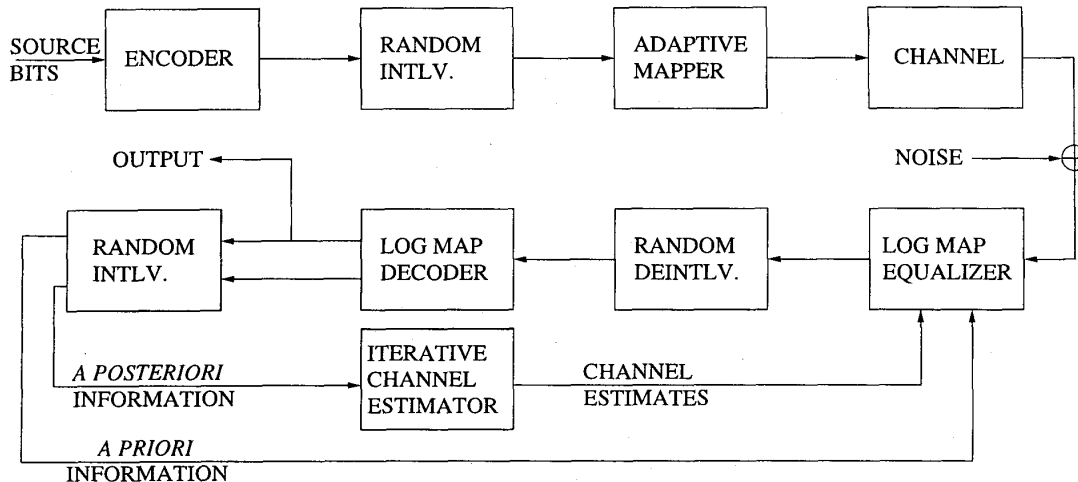 SOURCE
BITS
ENCODER
RANDOM
INTLV.
ADAPTIVE
MAPPER
CHANNEL
OUTPUT
NOISE
RANDOM
INTLV.
LOG MAP
DECODER
RANDOM
DEINTLV.
LOG MAP
EQUALIZER
ITERATIVE
CHANNEL
ESTIMATOR
A POSTERIORI
INFORMATION
CHANNEL
ESTIMATES
A PRIORI
INFORMATION